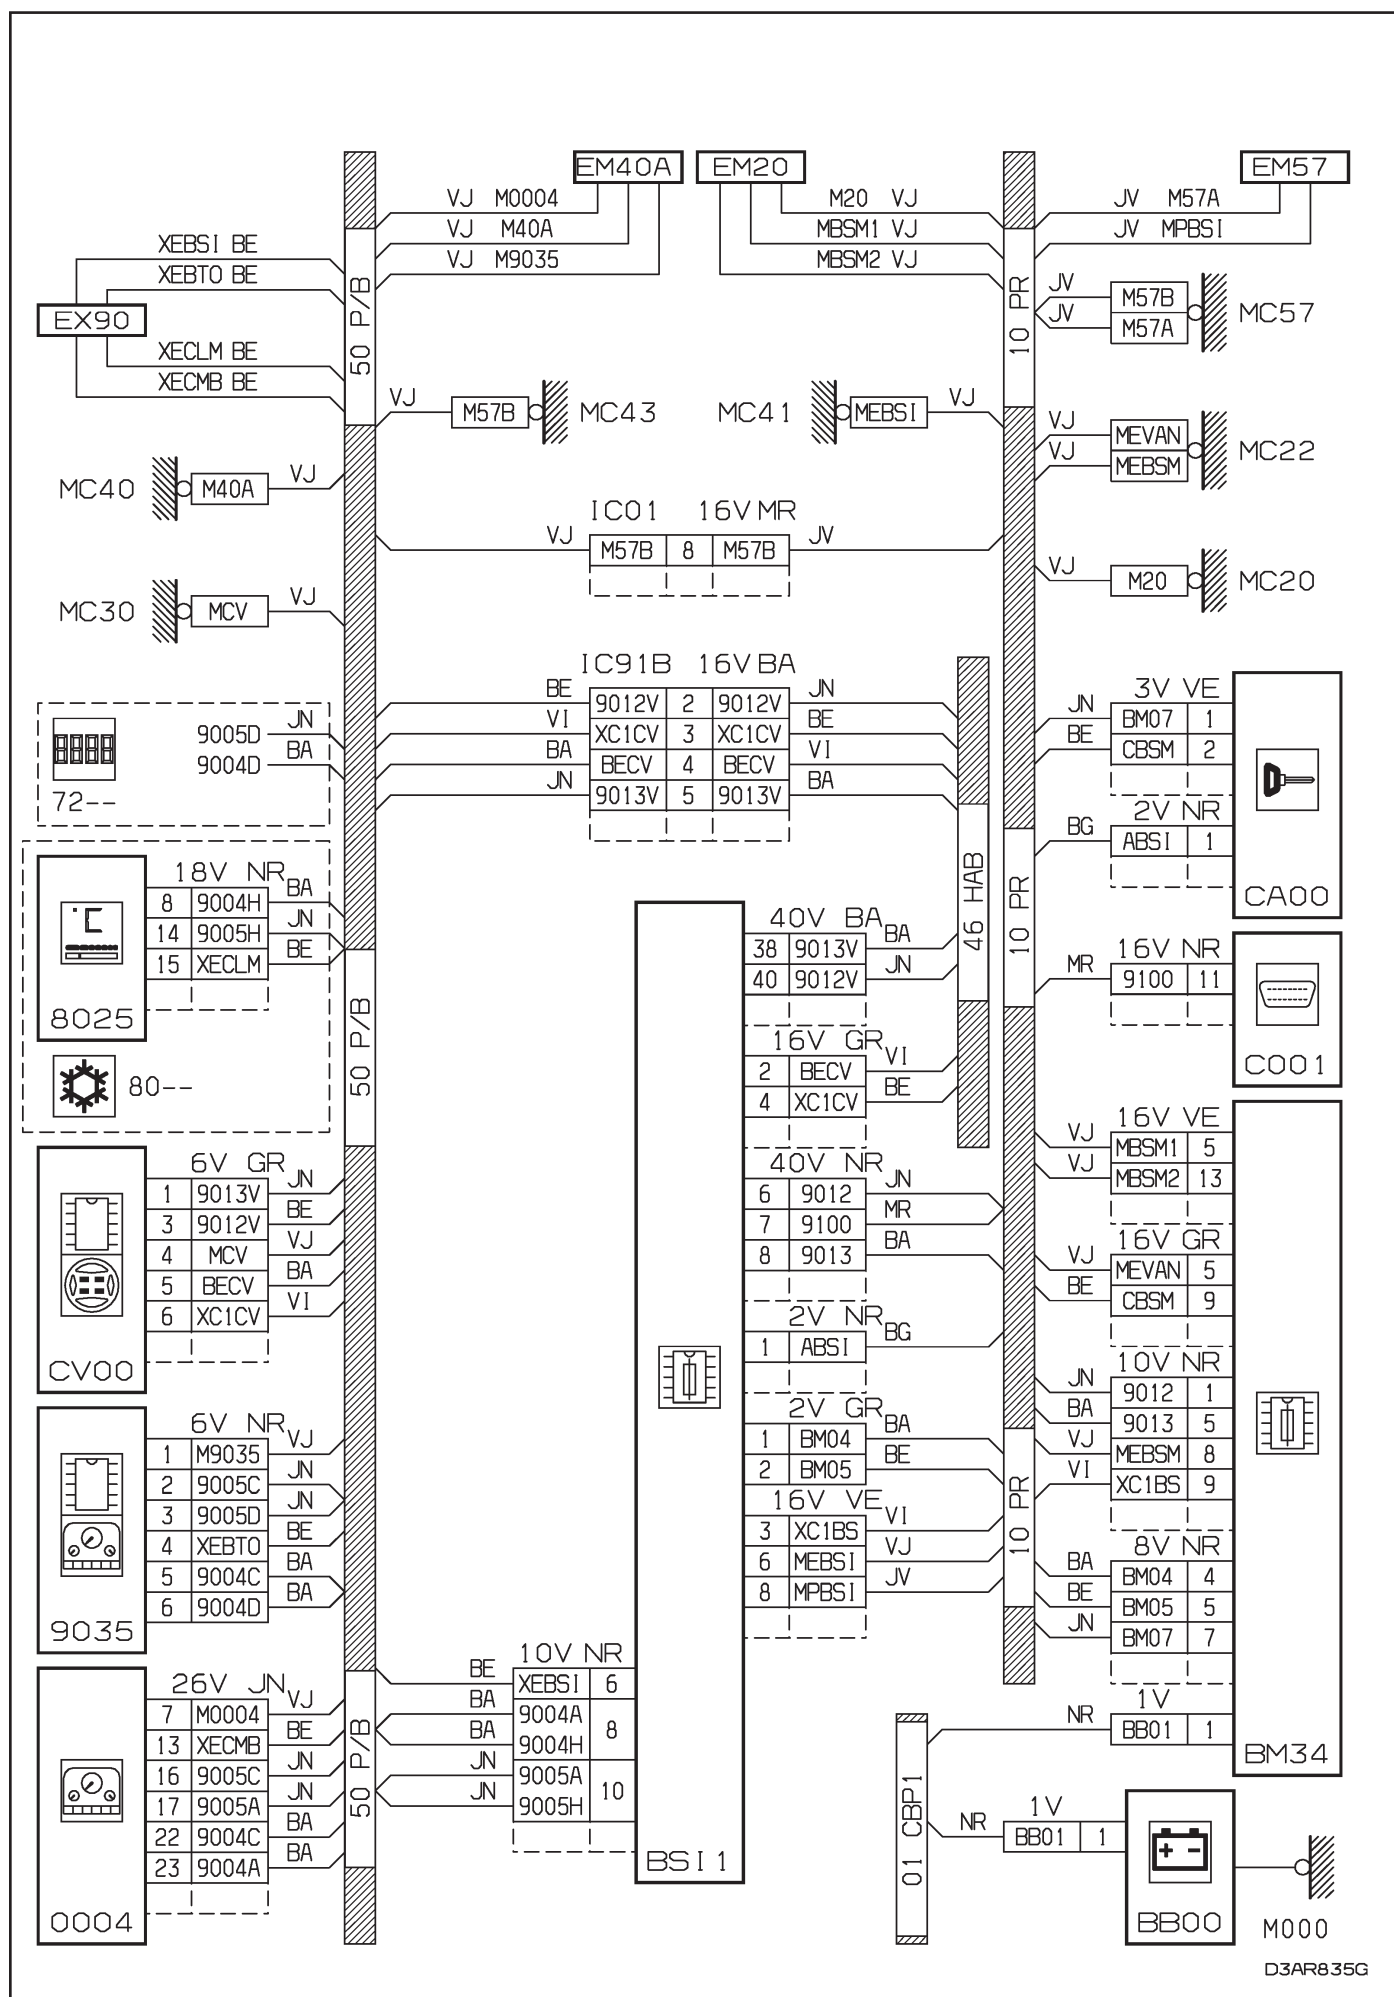 EM40A
EM20
EM57
VJ M0004
VJ M40A
VJ M9035
M20 VJ
MBSM1 VJ
MBSM2 VJ
JV M57A
JV MPBSI
XEBSI BE
XEBTO BE
EX90
XECLM BE
XECMB BE
50 P/B
10 PR
JV M57B
JV M57A
MC57
VJ M57B MC43
MC41 MEBSI VJ
VJ MEVAN
VJ MEBSM
MC22
MC40 M40A VJ
IC01 16V MR
VJ M57B 8 M57B JV
VJ M20 MC20
MC30 MCV VJ
IC91B 16V BA
BE 9012V 2 9012V JN
VI XC1CV 3 XC1CV BE
BA BECV 4 BECV VI
JN 9013V 5 9013V BA
9005D JN
9004D BA
72--
3V VE
JN BM07 1
BE CBSM 2
2V NR
BG ABSI 1
CA00
18V NR
8 9004H BA
14 9005H JN
15 XECLM BE
°C
8025
80--
50 P/B
46 HAB
10 PR
40V BA
38 9013V BA
40 9012V JN
16V GR
2 BECV VI
4 XC1CV BE
40V NR
6 9012 JN
7 9100 MR
8 9013 BA
2V NR
1 ABSI BG
2V GR
1 BM04 BA
2 BM05 BE
16V VE
3 XC1BS VI
6 MEBSI VJ
8 MPBSI JV
16V NR
MR 9100 11
C001
16V VE
VJ MBSM1 5
VJ MBSM2 13
16V GR
VJ MEVAN 5
BE CBSM 9
10V NR
JN 9012 1
BA 9013 5
VJ MEBSM 8
VI XC1BS 9
10 PR
8V NR
BA BM04 4
BE BM05 5
JN BM07 7
1V
NR BB01 1
BM34
6V GR
1 9013V JN
3 9012V BE
4 MCV VJ
5 BECV BA
6 XC1CV VI
CV00
6V NR
1 M9035 VJ
2 9005C JN
3 9005D JN
4 XEBTO BE
5 9004C BA
6 9004D BA
9035
26V JN
7 M0004 VJ
13 XECMB BE
16 9005C JN
17 9005A JN
22 9004C BA
23 9004A BA
0004
50 P/B
10V NR
BE XEBSI 6
BA 9004A
8
BA 9004H
JN 9005A
10
JN 9005H
BSI1
01 CBP1
1V
NR BB01 1
+ -
BB00
M000
D3AR835G